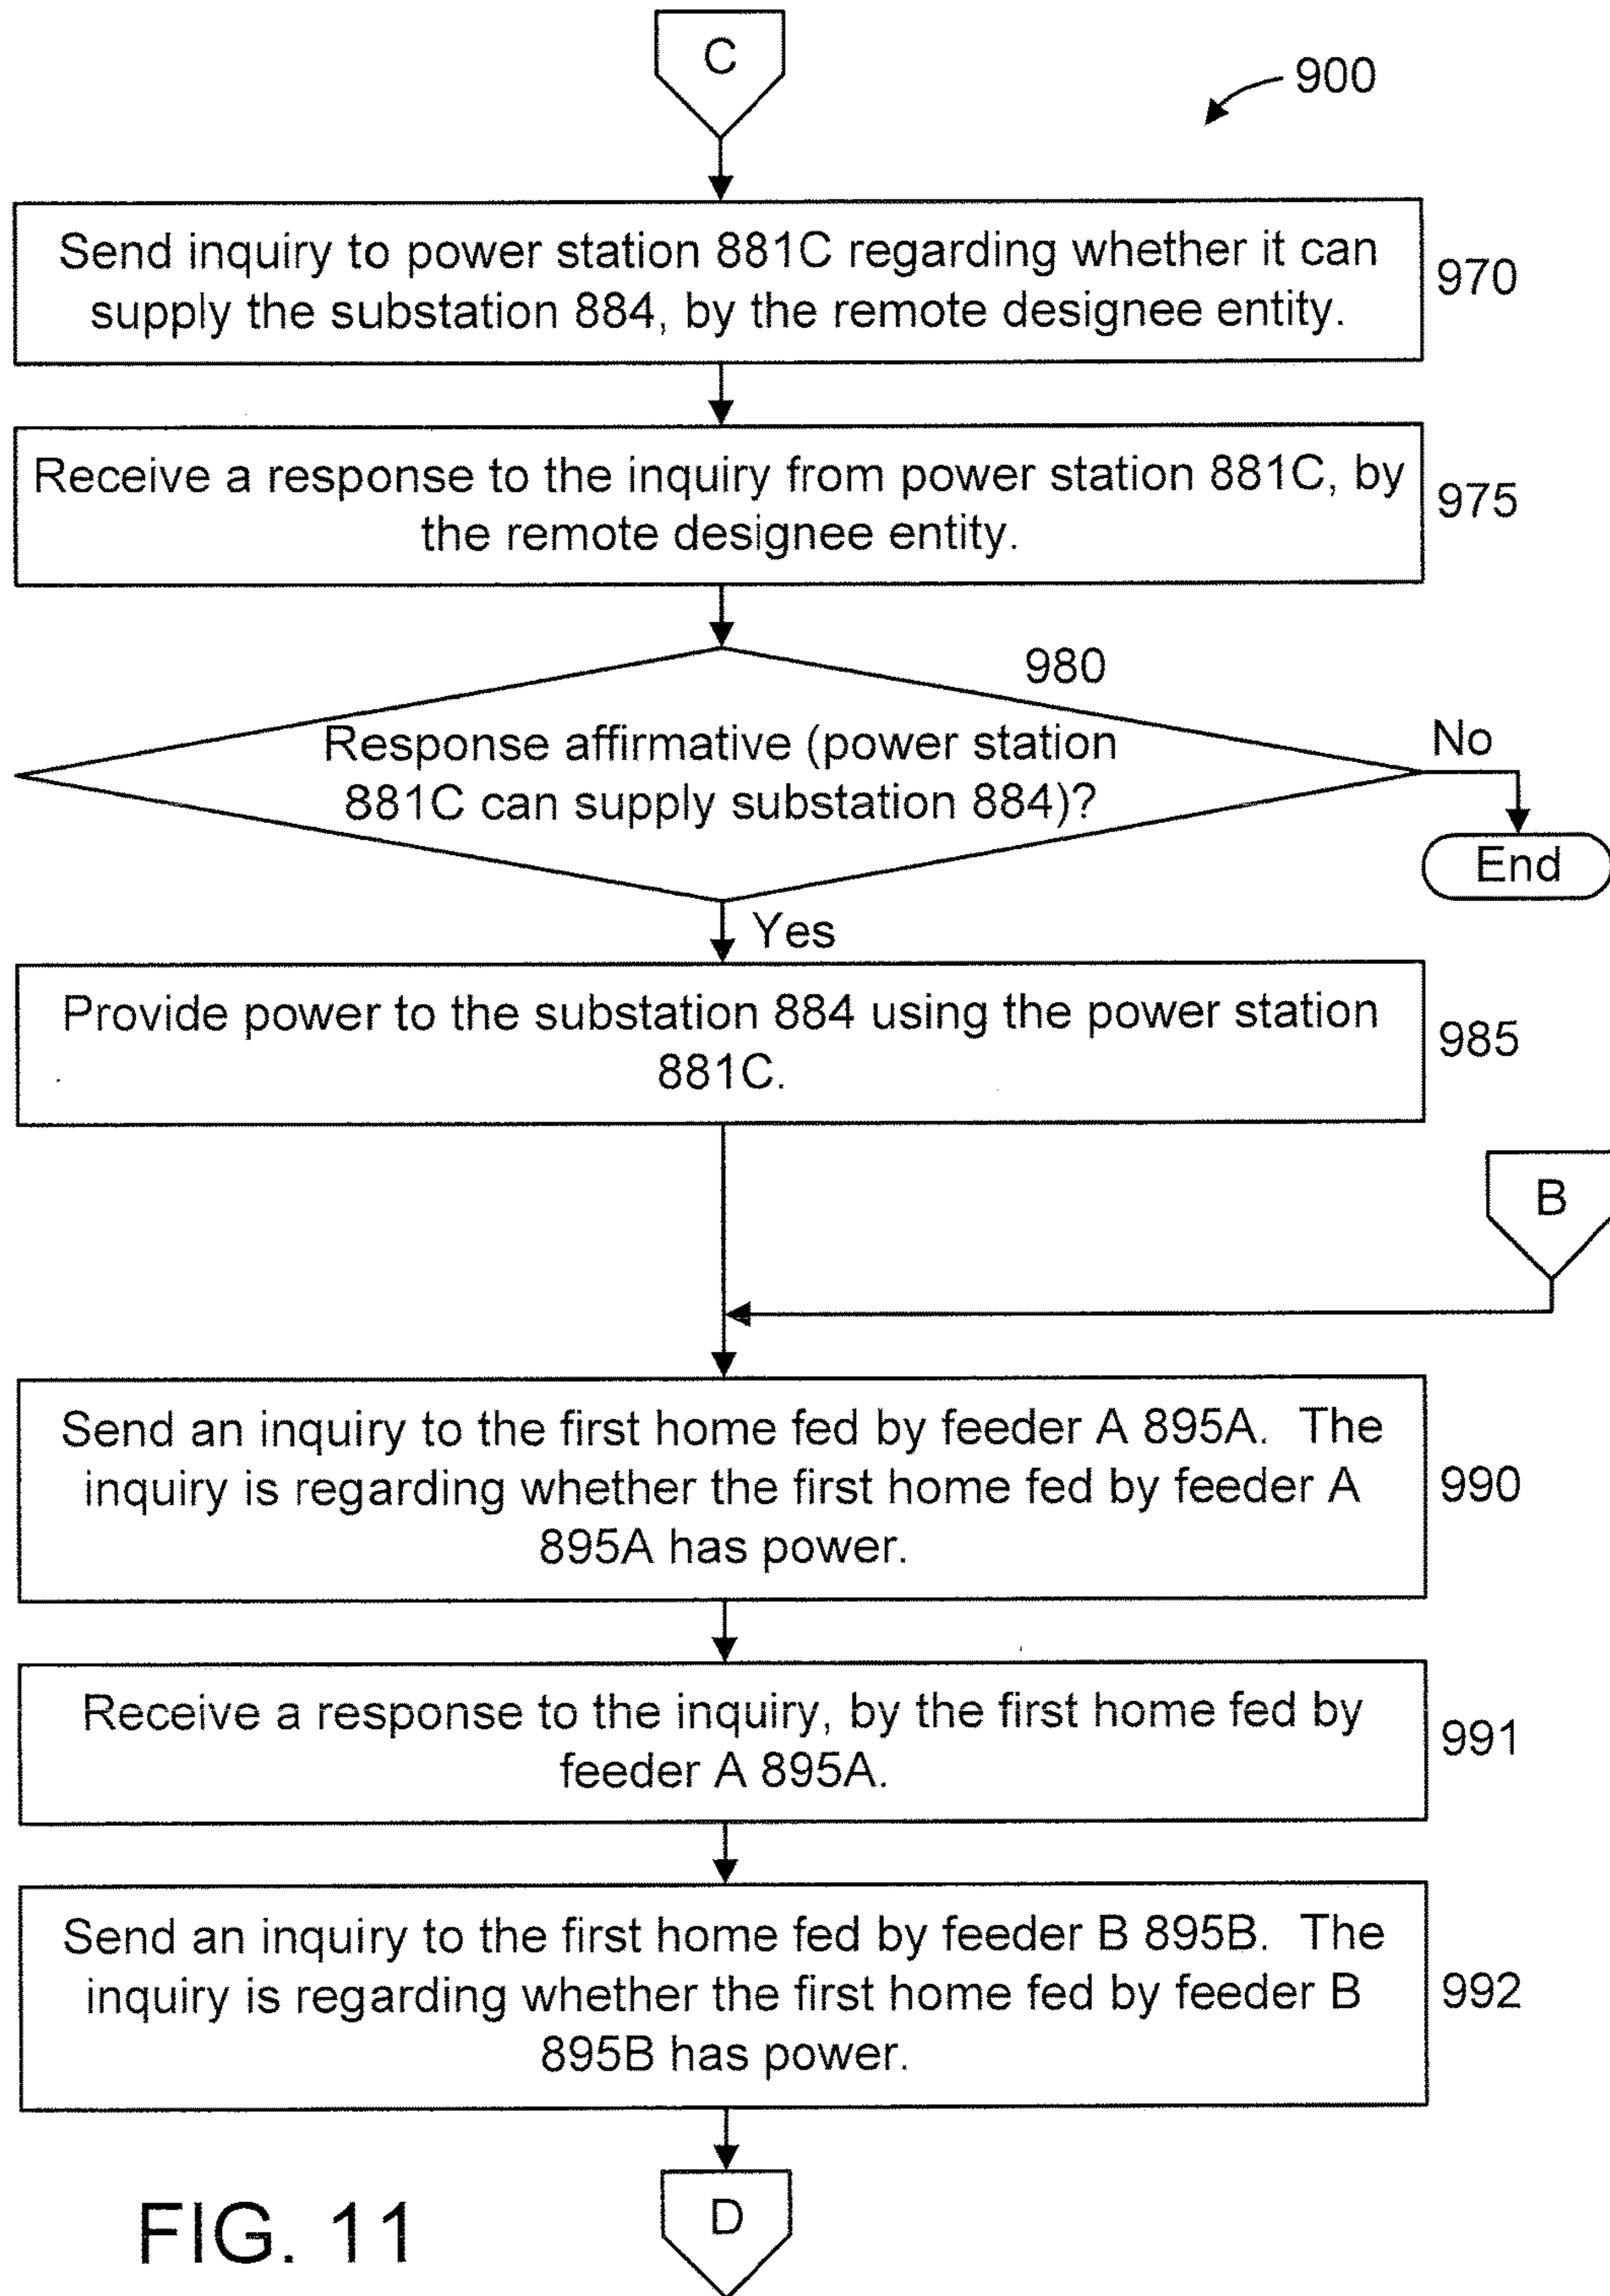 C
900
Send inquiry to power station 881C regarding whether it can
supply the substation 884, by the remote designee entity.
970
Receive a response to the inquiry from power station 881C, by
the remote designee entity.
975
980
Response affirmative (power station
881C can supply substation 884)?
No
End
Yes
Provide power to the substation 884 using the power station
881C.
985
B
Send an inquiry to the first home fed by feeder A 895A. The
inquiry is regarding whether the first home fed by feeder A
895A has power.
990
Receive a response to the inquiry, by the first home fed by
feeder A 895A.
991
Send an inquiry to the first home fed by feeder B 895B. The
inquiry is regarding whether the first home fed by feeder B
895B has power.
992
D
FIG. 11